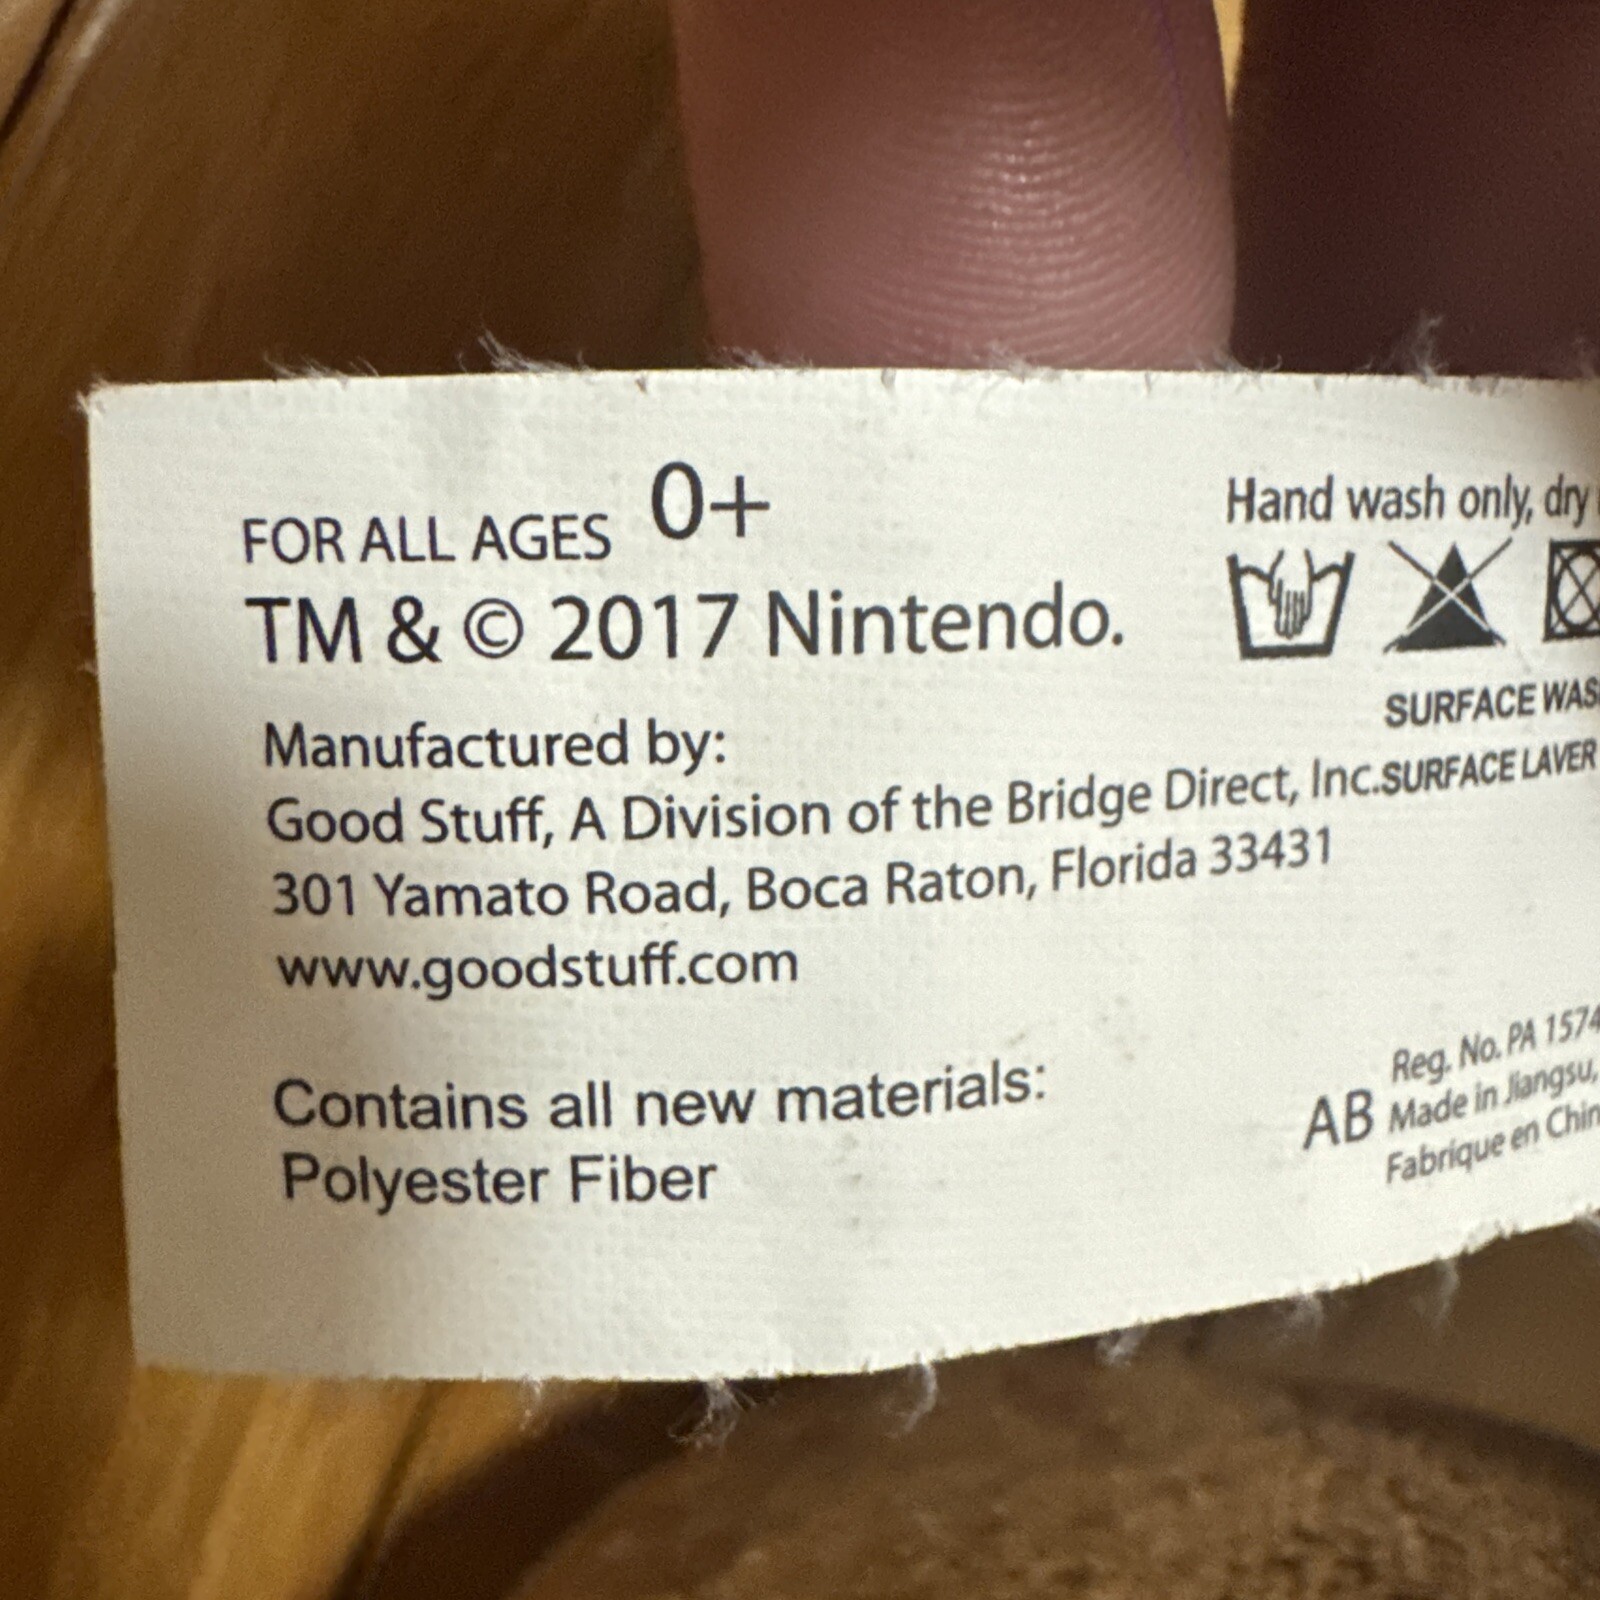 FOR ALL AGES 0+
TM & © 2017 Nintendo.
Manufactured by:
Good Stuff, A Division of the Bridge Direct, Inc.
301 Yamato Road, Boca Raton, Florida 33431
www.goodstuff.com
Contains all new materials:
Polyester Fiber
Hand wash only, dry
SURFACE
SURFACE LAVER
Reg. No. PA 1574
AB Made in Jiangsu,
Fabrique en